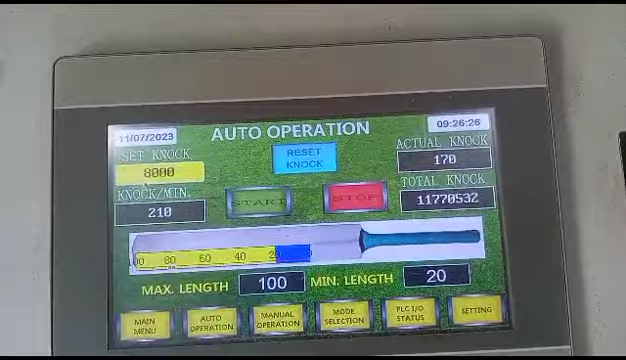 11/07/2023
AUTO OPERATION
09:26:26
SET KNOCK
8000
RESET
KNOCK
ACTUAL KNOCK
170
KNOCK/MIN.
210
START
STOP
TOTAL KNOCK
11770532
100 80 60 40 20
MAX. LENGTH 100 MIN. LENGTH 20
MAIN
MENU
AUTO
OPERATION
MANUAL
OPERATION
MODE
SELECTION
PLC I/O
STATUS
SETTING